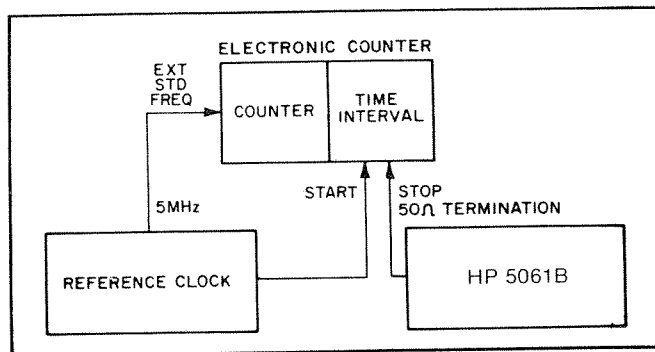 ELECTRONIC COUNTER
EXT
STD
FREQ
COUNTER
TIME
INTERVAL
START
STOP
50Ω TERMINATION
5MHz
REFERENCE CLOCK
HP 5061B